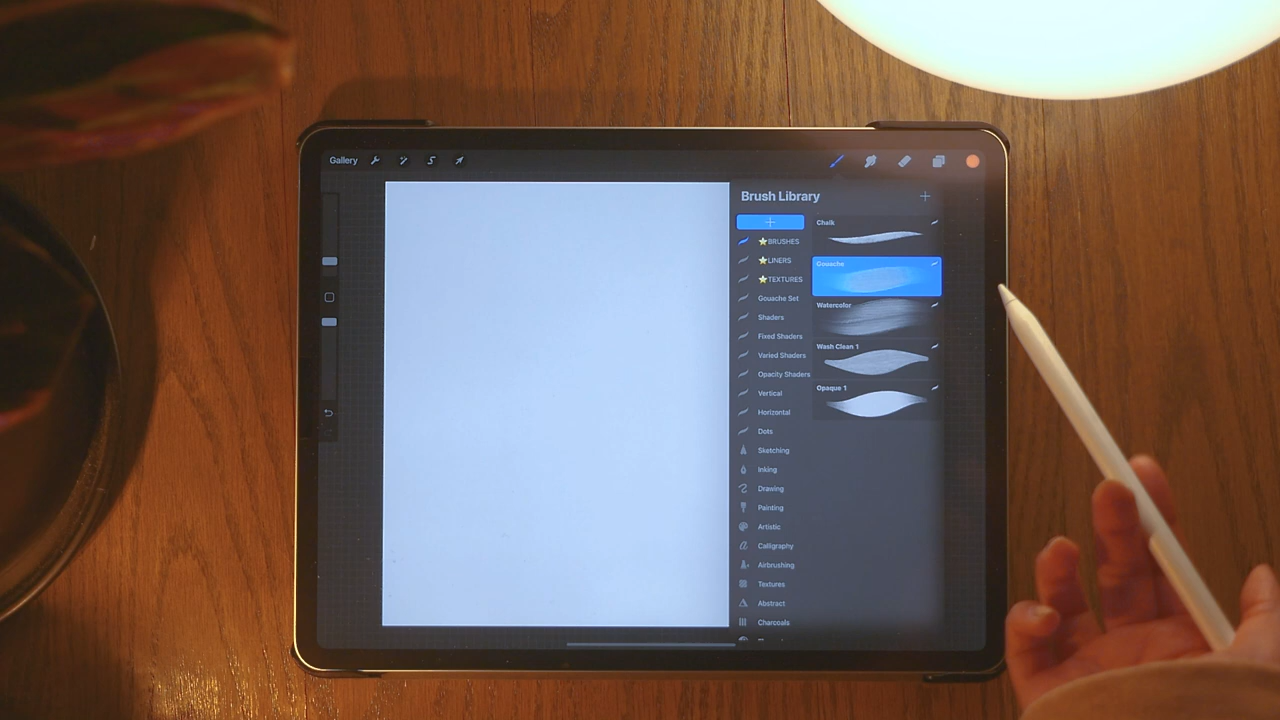 Gallery
Brush Library
⭐BRUSHES
⭐LINERS
⭐TEXTURES
Gouache Set
Shaders
Fixed Shaders
Varied Shaders
Opacity Shaders
Vertical
Horizontal
Dots
Sketching
Inking
Drawing
Painting
Artistic
Calligraphy
Airbrushing
Textures
Abstract
Charcoals
Chalk
Gouache
Watercolor
Wash Clean 1
Opaque 1